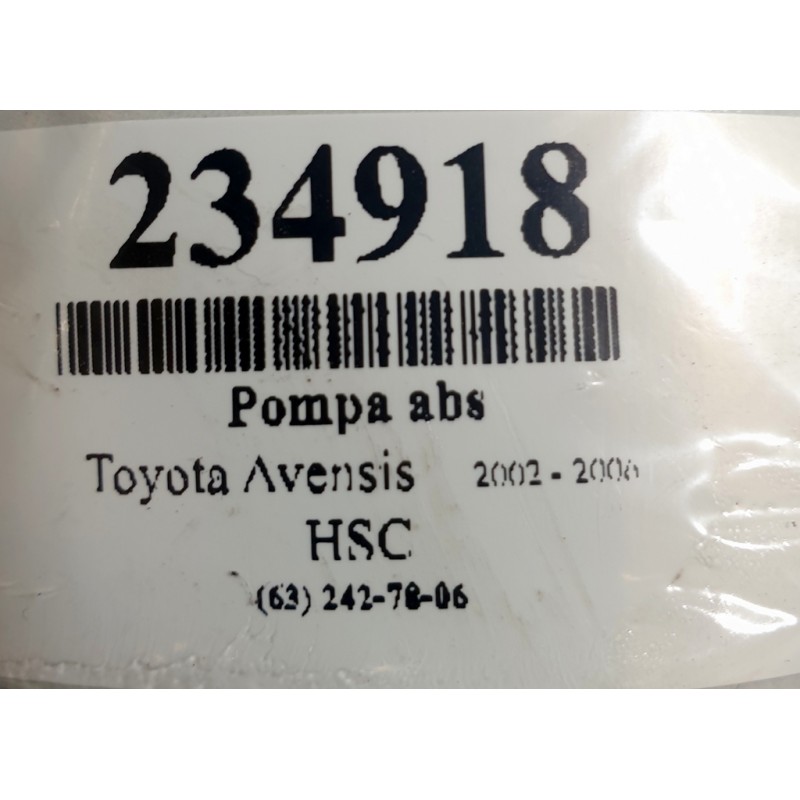 234918
Pompa abs
Toyota Avensis 2002 - 2006
HSC
(63) 242-78-06